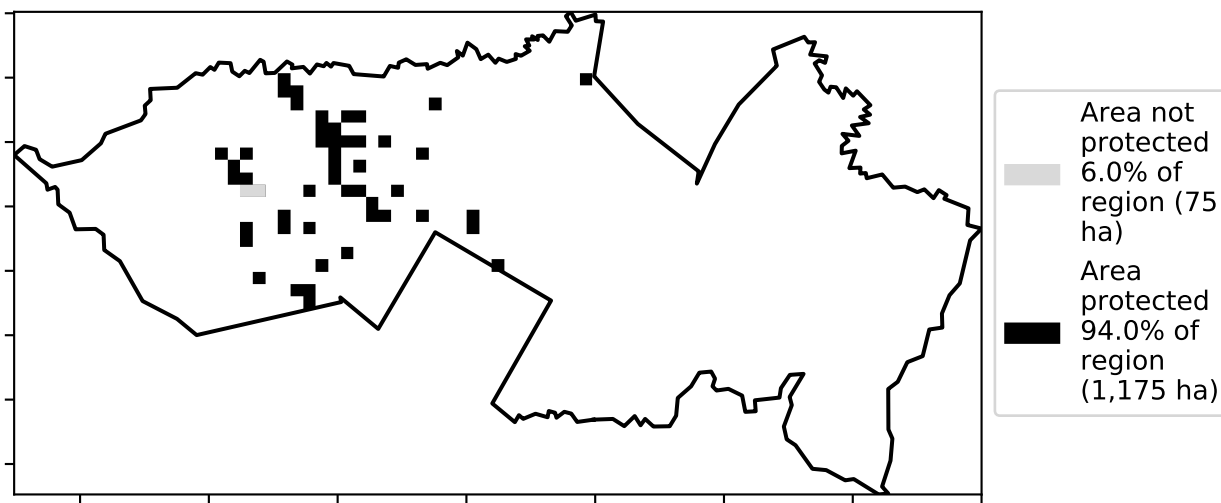 Area not
protected
6.0% of
region (75
ha)
Area
protected
94.0% of
region
(1,175 ha)